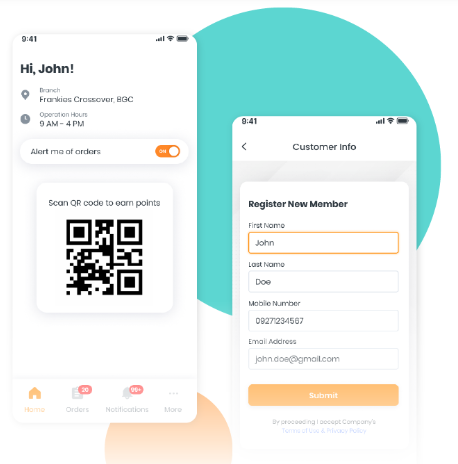 9:41
Hi, John!
Branch
Frankies Crossover, BGC
Operation Hours
9 AM - 4 PM
Alert me of orders
ON
Scan QR code to earn points
20
99+
Home
Orders
Notifications
More
9:41
Customer Info
Register New Member
First Name
John
Last Name
Doe
Mobile Number
09271234567
Email Address
john.doe@gmail.com
Submit
By proceeding I accept Company's
Terms of Use & Privacy Policy